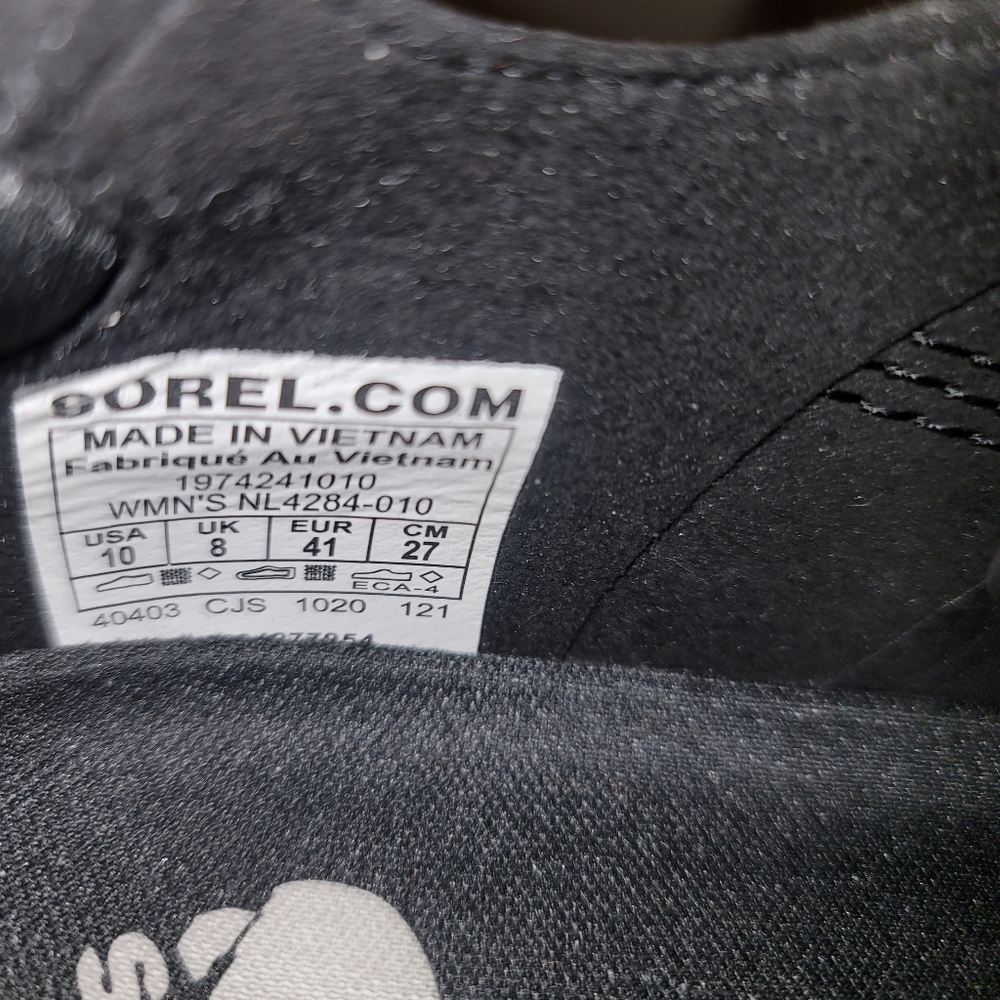 SOREL.COM
MADE IN VIETNAM
Fabriqué Au Vietnam
1974241010
WMN'S NL4284-010
USA UK EUR CM
10 8 41 27
ECA-4
40403 CJS 1020 121
S